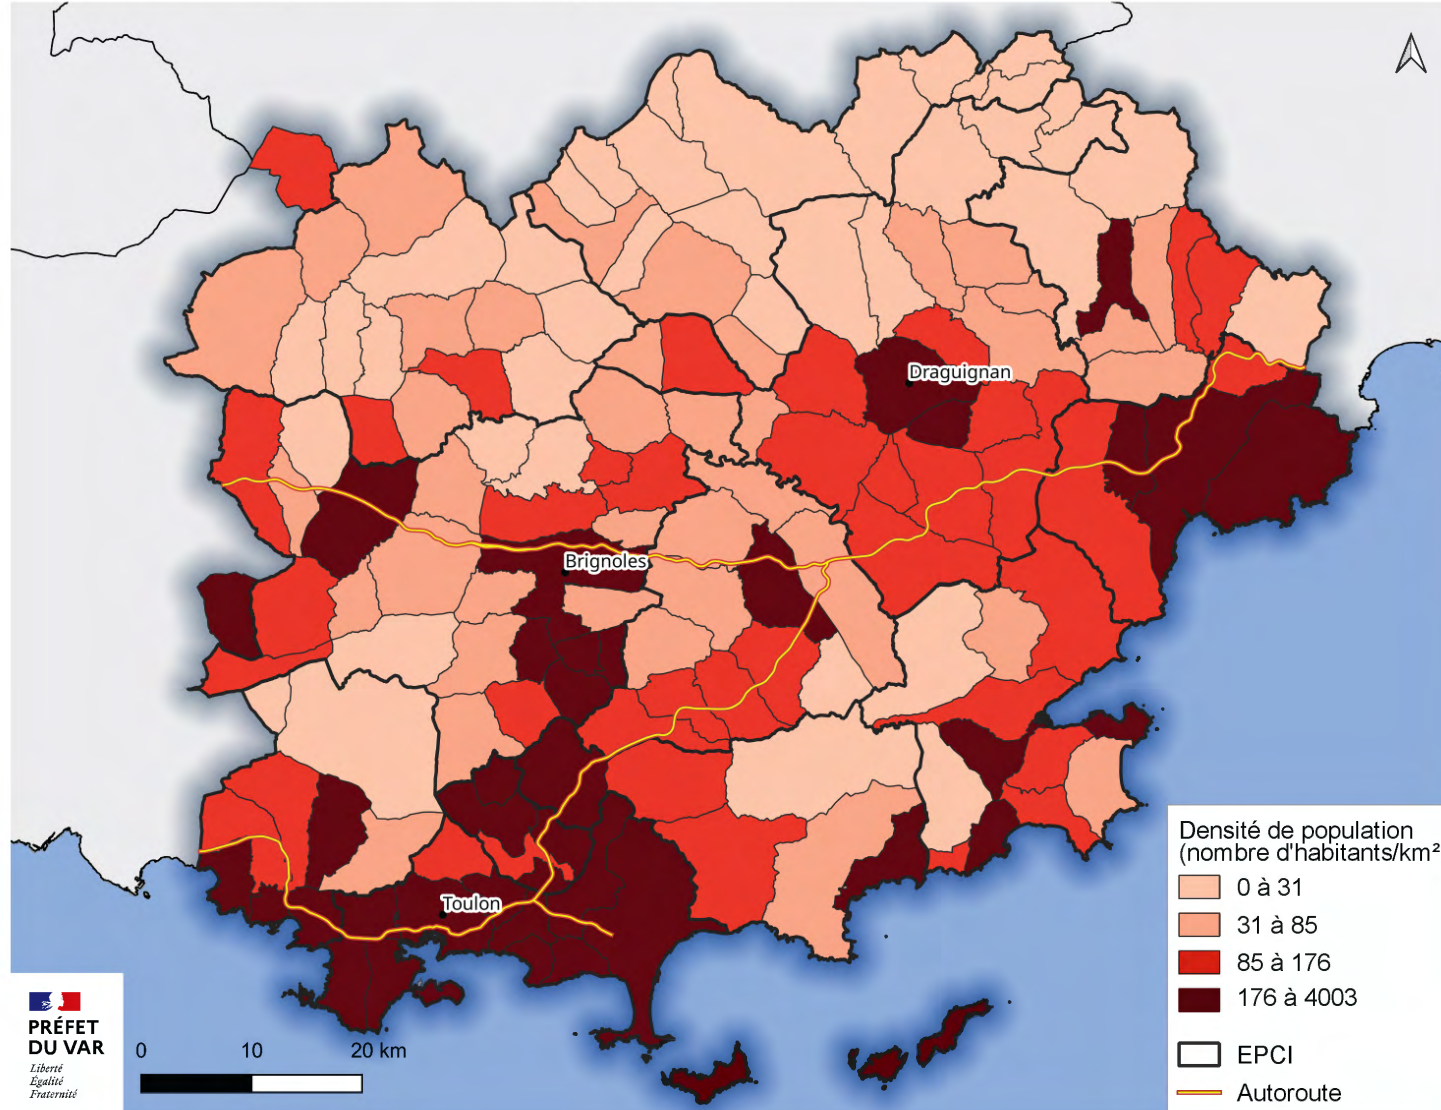 Draguignan
Brignoles
Toulon
Densité de population
(nombre d'habitants/km²
0 à 31
31 à 85
85 à 176
176 à 4003
EPCI
Autoroute
PRÉFET
DU VAR
Liberté
Égalité
Fraternité
0 10 20 km